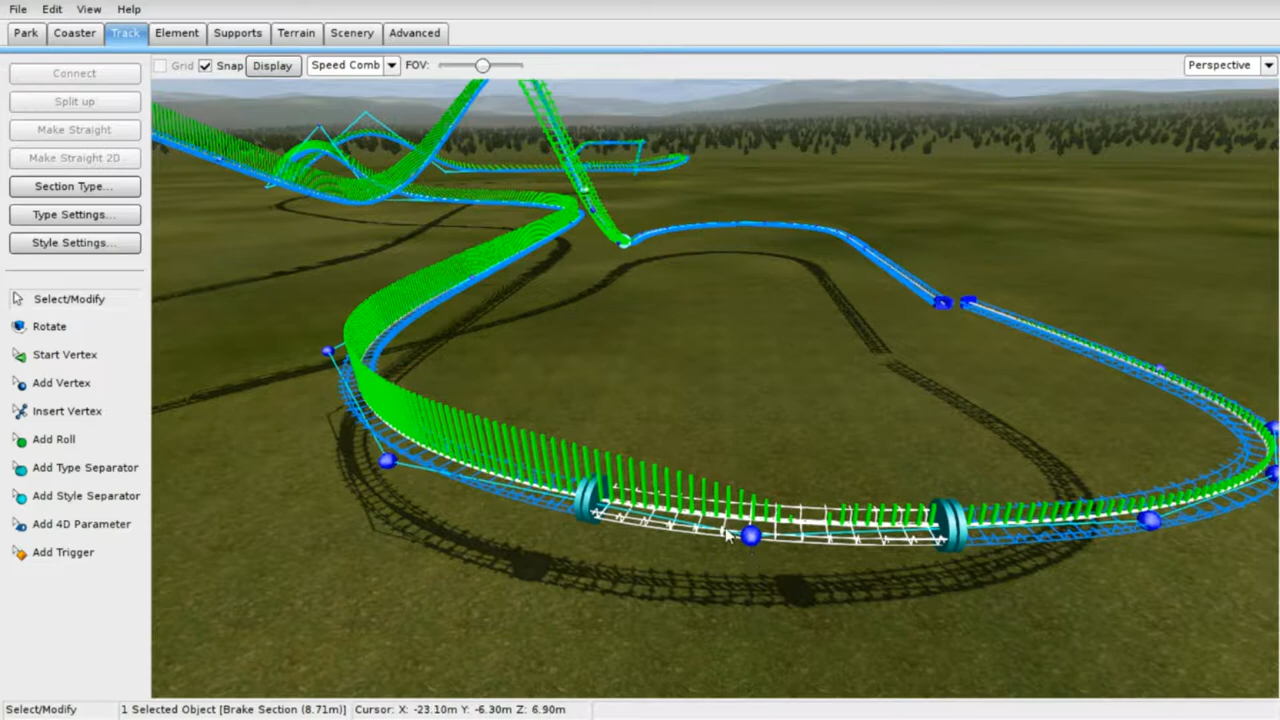 File Edit View Help
Park Coaster Track Element Supports Terrain Scenery Advanced
Grid Snap Display Speed Comb FOV: Perspective
Connect
Split up
Make Straight
Make Straight 2D
Section Type...
Type Settings...
Style Settings...
Select/Modify
Rotate
Start Vertex
Add Vertex
Insert Vertex
Add Roll
Add Type Separator
Add Style Separator
Add 4D Parameter
Add Trigger
Select/Modify 1 Selected Object [Brake Section (8.71m)] Cursor: X: -23.10m Y: -6.30m Z: 6.90m